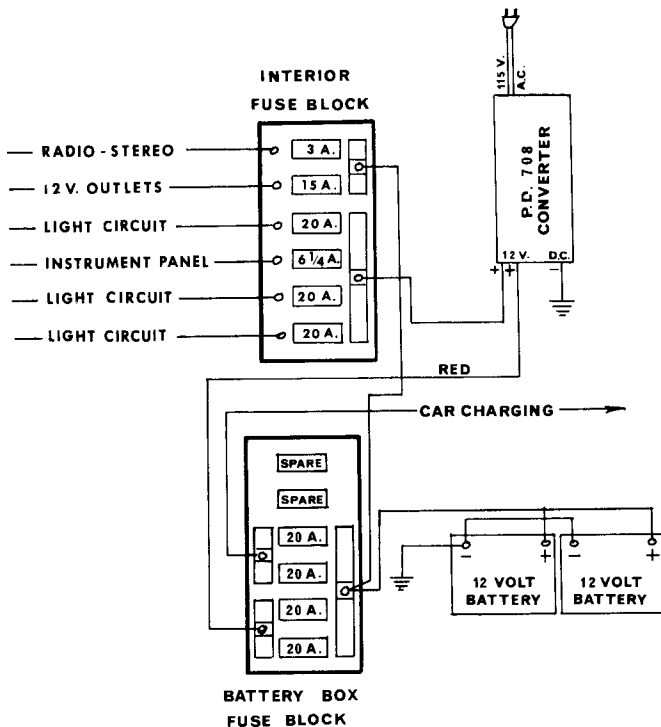 INTERIOR
FUSE BLOCK
RADIO - STEREO
3 A.
12 V. OUTLETS
15 A.
LIGHT CIRCUIT
20 A.
INSTRUMENT PANEL
6 1/4 A.
LIGHT CIRCUIT
20 A.
LIGHT CIRCUIT
20 A.
115 V.
A.C.
P.D. 708
CONVERTER
12 V.
D.C.
+ +
−
RED
CAR CHARGING
SPARE
SPARE
20 A.
20 A.
20 A.
20 A.
− +
12 VOLT
BATTERY
− +
12 VOLT
BATTERY
BATTERY BOX
FUSE BLOCK